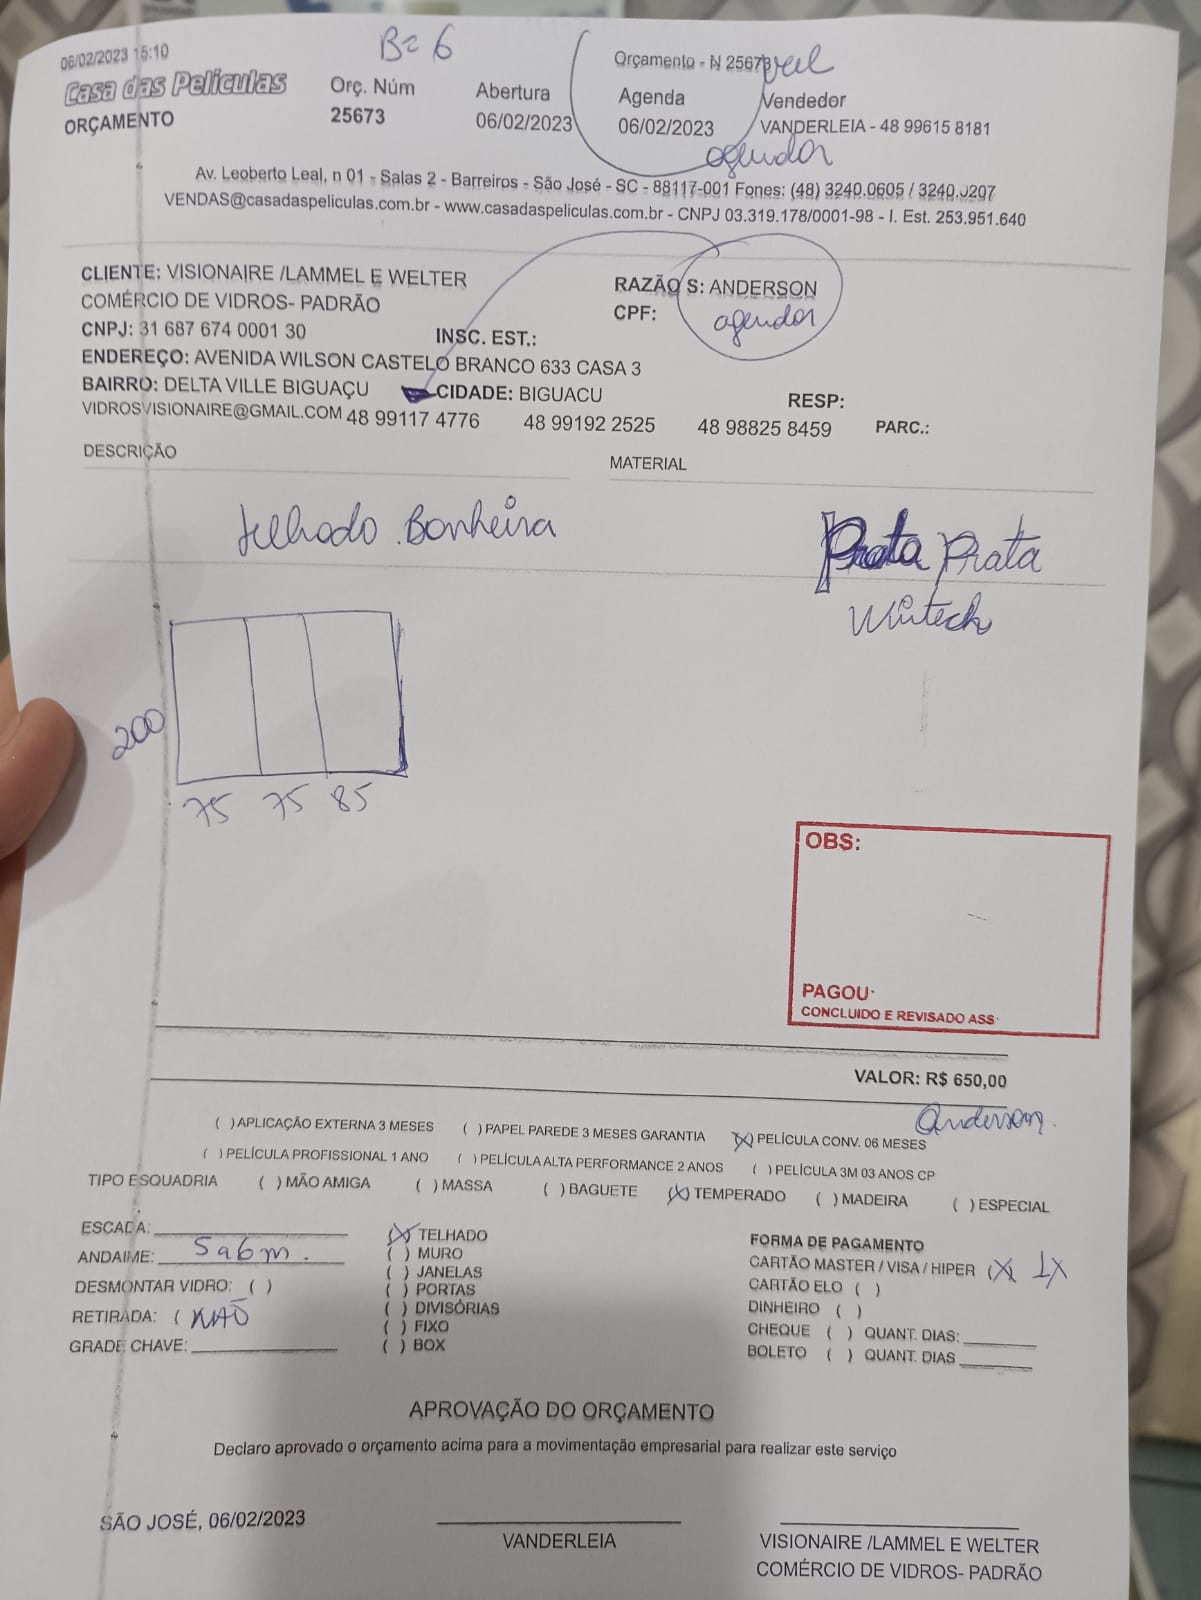 06/02/2023 15:10
B= 6
Orçamento - N 25673
Casa das Películas
Orç. Núm
Abertura
Agenda
Vendedor
ORÇAMENTO
25673
06/02/2023
06/02/2023
VANDERLEIA - 48 99615 8181
agendar
Av. Leoberto Leal, n 01 - Salas 2 - Barreiros - São José - SC - 88117-001 Fones: (48) 3240.0605 / 3240.0207
VENDAS@casadaspeliculas.com.br - www.casadaspeliculas.com.br - CNPJ 03.319.178/0001-98 - I. Est. 253.951.640
CLIENTE: VISIONAIRE /LAMMEL E WELTER
COMÉRCIO DE VIDROS- PADRÃO
RAZÃO S: ANDERSON
CPF:
agendar
CNPJ: 31 687 674 0001 30
INSC. EST.:
ENDEREÇO: AVENIDA WILSON CASTELO BRANCO 633 CASA 3
BAIRRO: DELTA VILLE BIGUAÇU
CIDADE: BIGUACU
RESP:
VIDROSVISIONAIRE@GMAIL.COM 48 99117 4776 48 99192 2525 48 98825 8459 PARC.:
DESCRIÇÃO
MATERIAL
telhado Banheira
Prata Prata
Wintech
200
75 75 85
OBS:
PAGOU:
CONCLUIDO E REVISADO ASS:
VALOR: R$ 650,00
Anderson.
( ) APLICAÇÃO EXTERNA 3 MESES ( ) PAPEL PAREDE 3 MESES GARANTIA (X) PELÍCULA CONV. 06 MESES
( ) PELÍCULA PROFISSIONAL 1 ANO ( ) PELÍCULA ALTA PERFORMANCE 2 ANOS ( ) PELÍCULA 3M 03 ANOS CP
TIPO ESQUADRIA ( ) MÃO AMIGA ( ) MASSA ( ) BAGUETE (X) TEMPERADO ( ) MADEIRA ( ) ESPECIAL
ESCADA:
ANDAIME: 5a6m.
DESMONTAR VIDRO: ( )
RETIRADA: ( NÃO
GRADE CHAVE:
(X) TELHADO
( ) MURO
( ) JANELAS
( ) PORTAS
( ) DIVISÓRIAS
( ) FIXO
( ) BOX
FORMA DE PAGAMENTO
CARTÃO MASTER / VISA / HIPER (X) 1X
CARTÃO ELO ( )
DINHEIRO ( )
CHEQUE ( ) QUANT. DIAS:
BOLETO ( ) QUANT. DIAS
APROVAÇÃO DO ORÇAMENTO
Declaro aprovado o orçamento acima para a movimentação empresarial para realizar este serviço
SÃO JOSÉ, 06/02/2023
VANDERLEIA
VISIONAIRE /LAMMEL E WELTER
COMÉRCIO DE VIDROS- PADRÃO